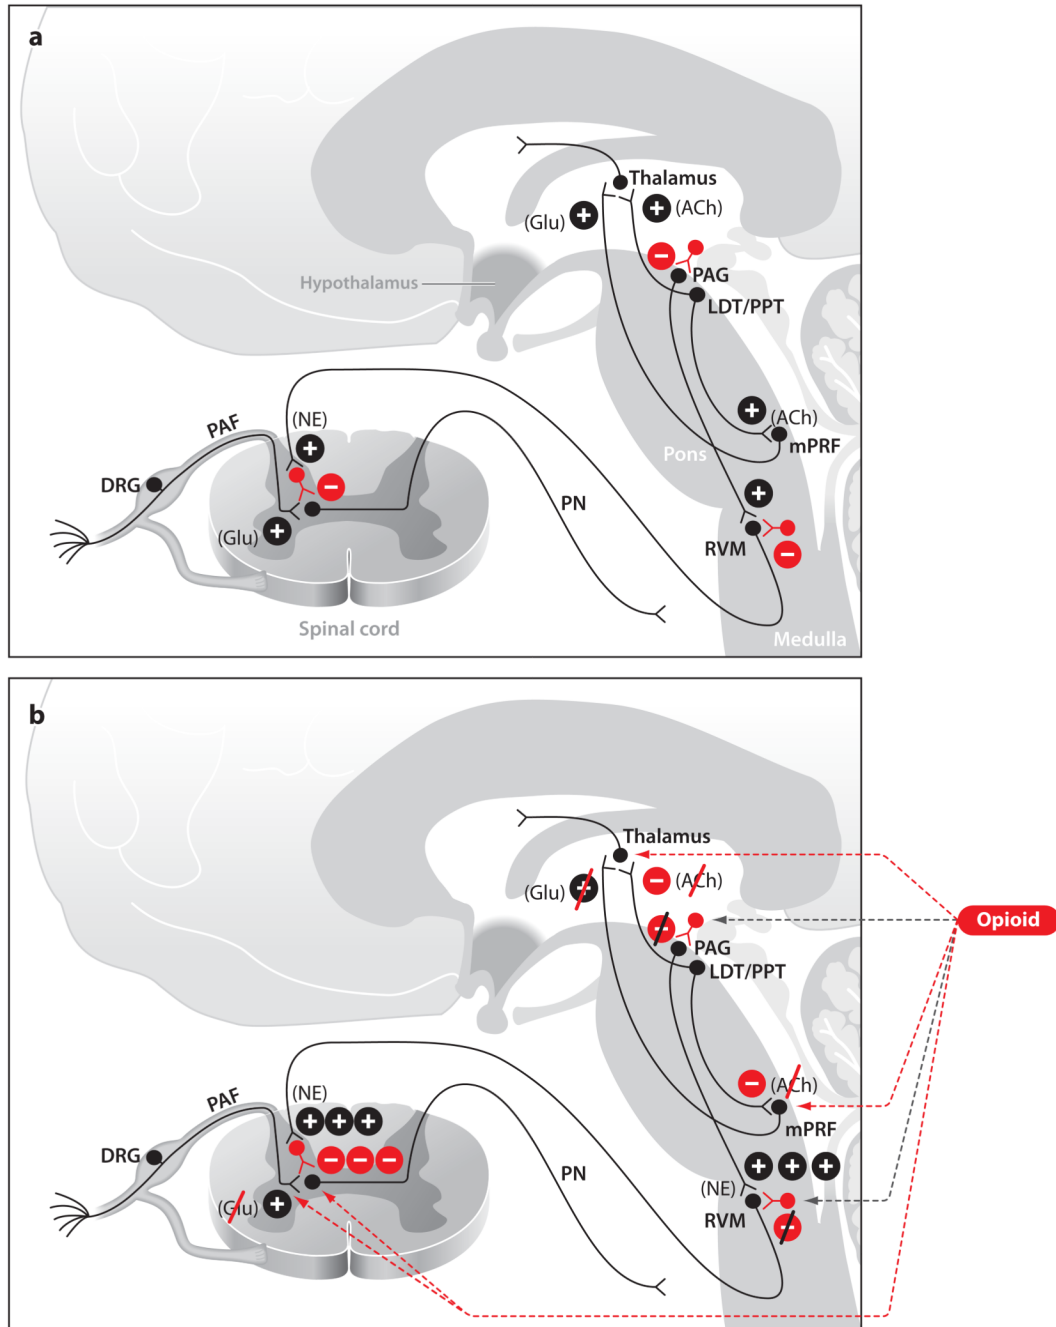 a
Thalamus
(Glu) + + (ACh)
−
PAG
Hypothalamus
LDT/PPT
(NE)
PAF
+
+ (ACh)
mPRF
Pons
DRG
−
+
PN
(Glu) +
RVM
−
Spinal cord
Medulla
b
Thalamus
(Glu) + − (ACh)
Opioid
−
PAG
LDT/PPT
(NE)
PAF
+ + +
− (ACh)
mPRF
DRG
− − −
+ + +
PN
(NE)
(Glu) +
RVM
−